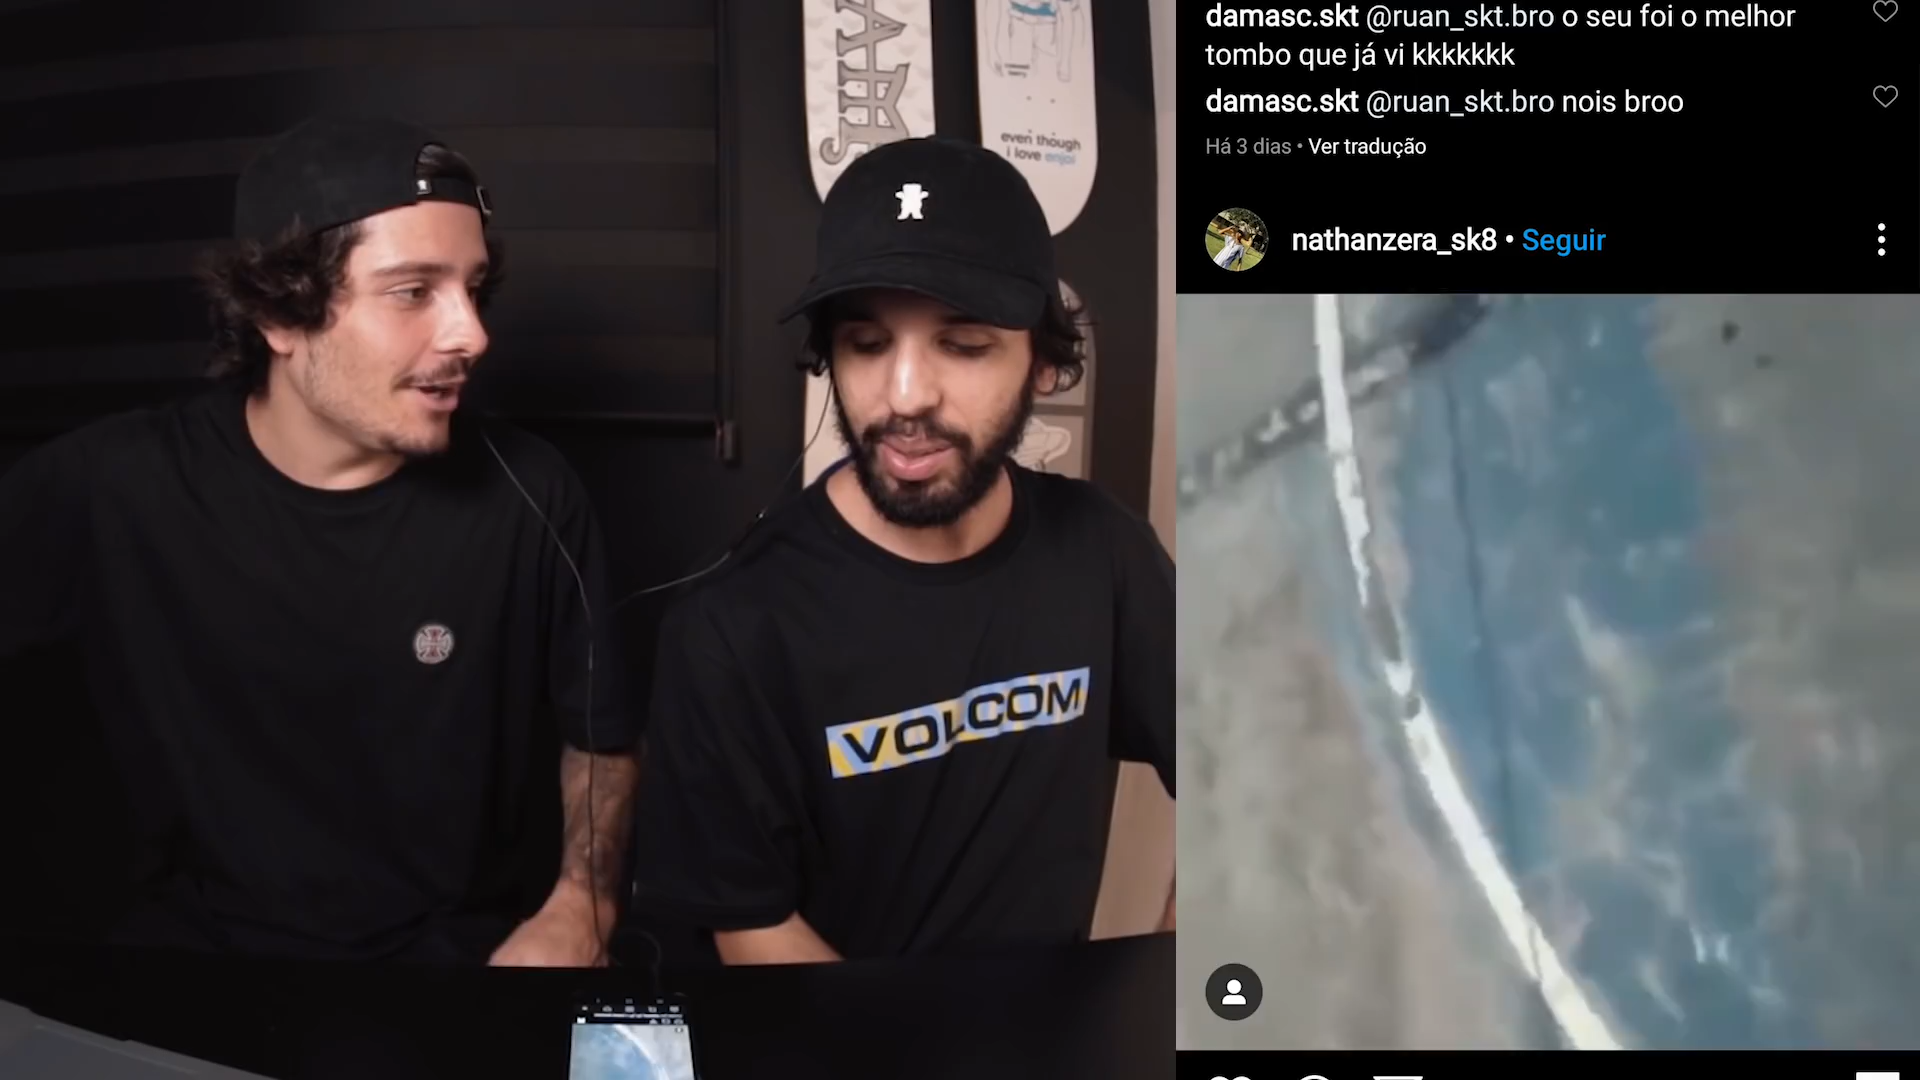 damasc.skt @ruan_skt.bro o seu foi o melhor
tombo que já vi kkkkkkk
damasc.skt @ruan_skt.bro nois broo
Há 3 dias • Ver tradução
nathanzera_sk8 • Seguir
even though
i love enjoi
VOLCOM